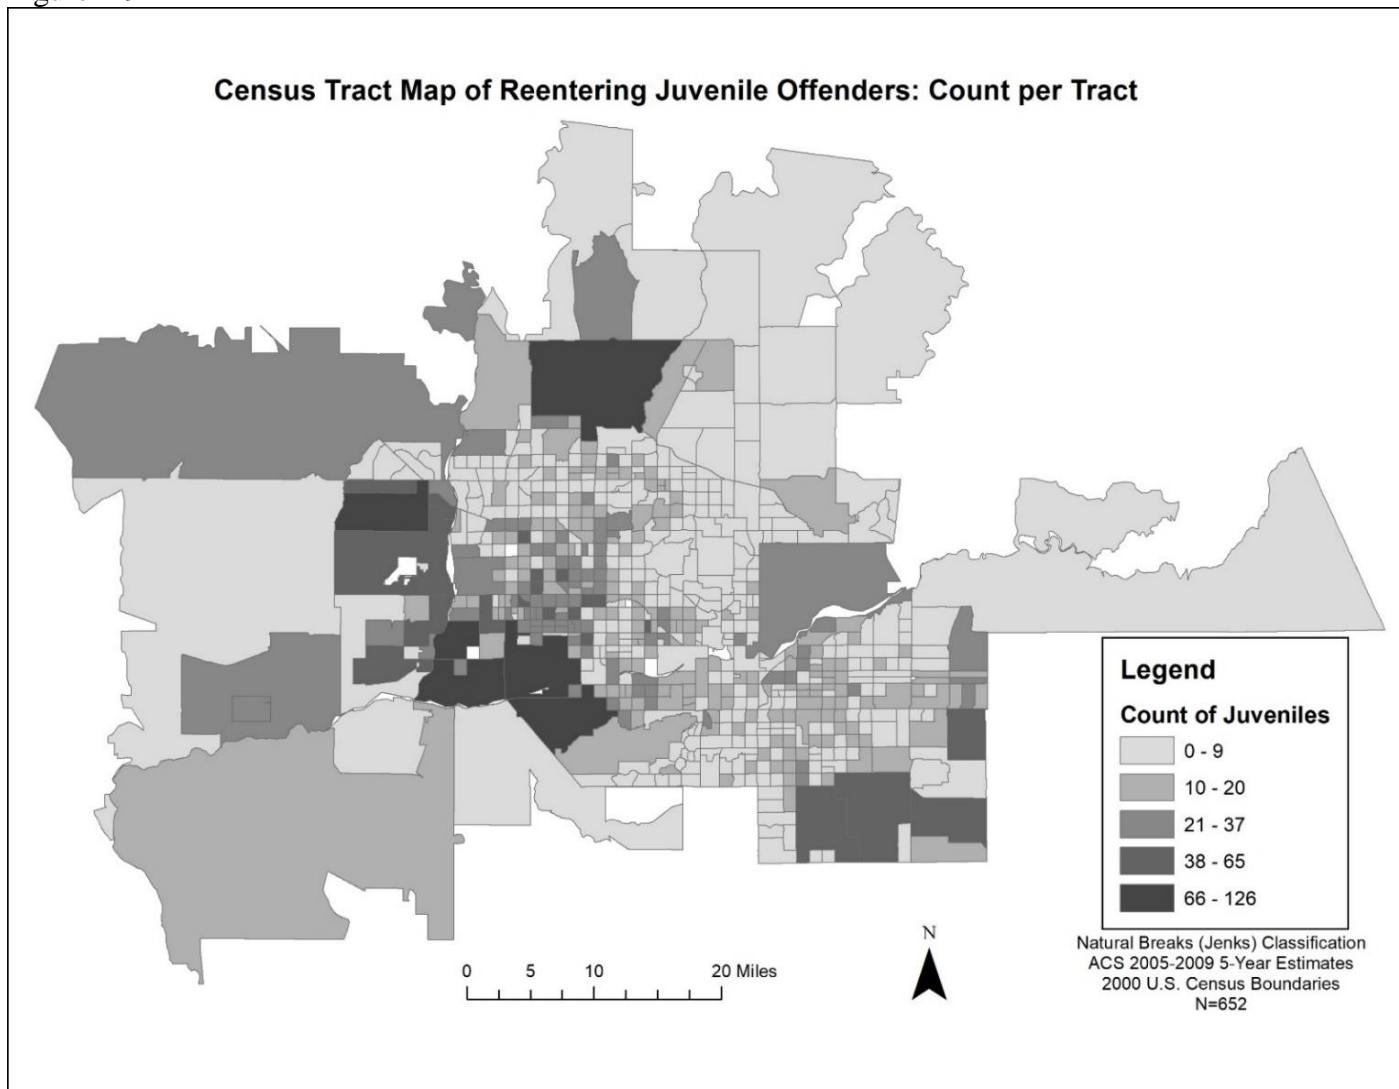 Census Tract Map of Reentering Juvenile Offenders: Count per Tract
Legend
Count of Juveniles
0 - 9
10 - 20
21 - 37
38 - 65
66 - 126
N
0 5 10 20 Miles
Natural Breaks (Jenks) Classification
ACS 2005-2009 5-Year Estimates
2000 U.S. Census Boundaries
N=652